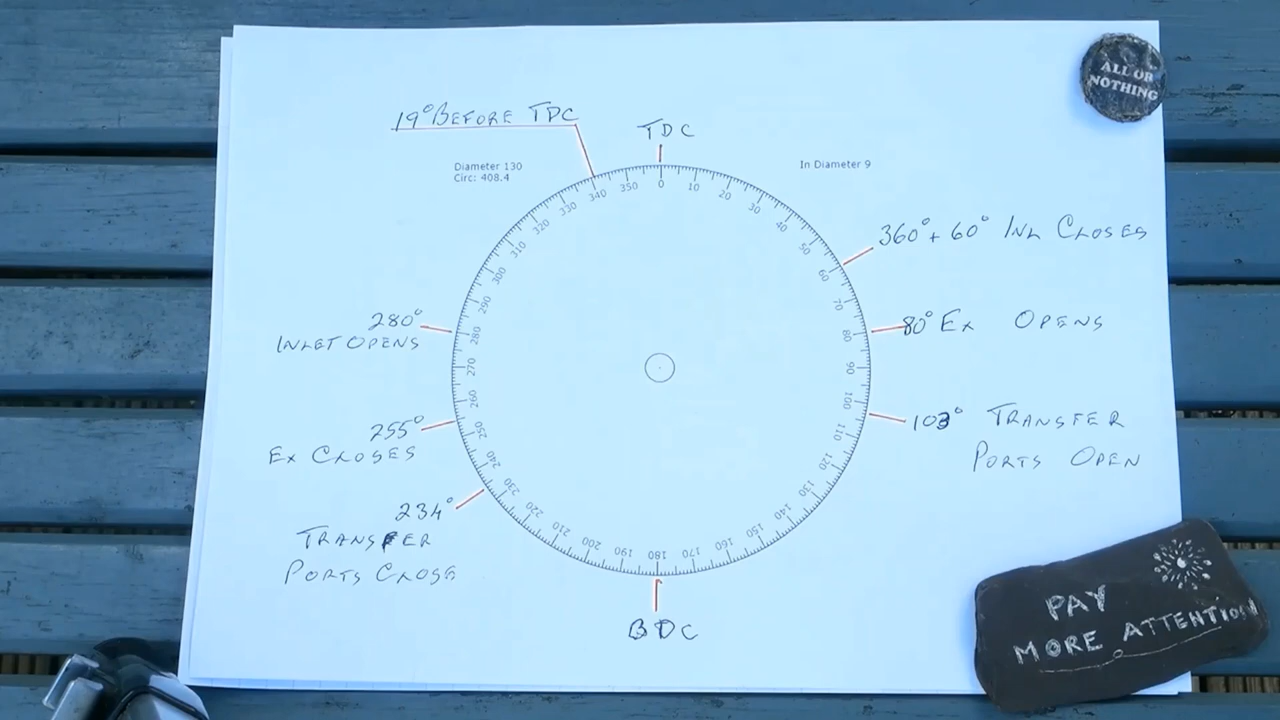 ALL OR
NOTHING
19° BEFORE TDC
TDC
Diameter 130
Circ: 408.4
In Diameter 9
360° + 60° INL CLOSES
280°
INLET OPENS
80° EX OPENS
255°
EX CLOSES
103° TRANSFER
PORTS OPEN
234°
TRANSFER
PORTS CLOSE
BDC
0
10
20
30
40
50
60
70
80
90
100
110
120
130
140
150
160
170
180
190
200
210
220
230
240
250
260
270
280
290
300
310
320
330
340
350
PAY
MORE ATTENTION